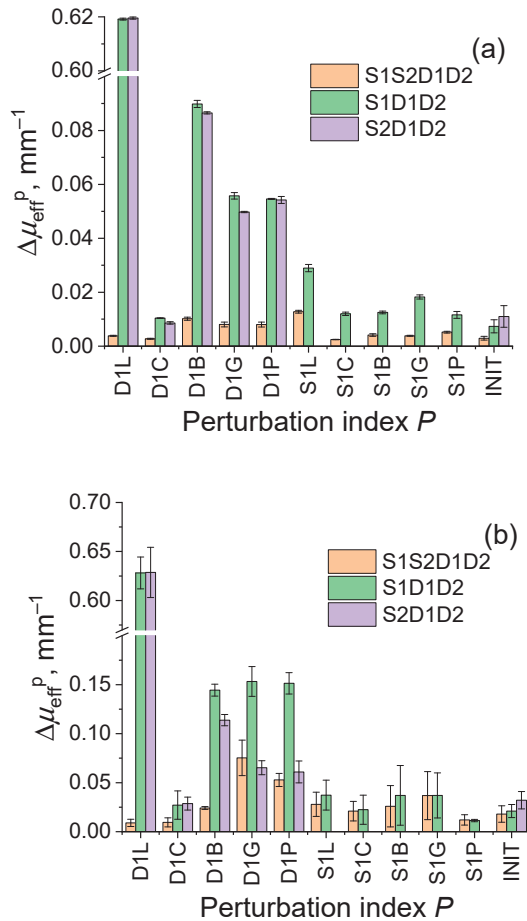 (a)
S1S2D1D2
S1D1D2
S2D1D2
Δμeff^p, mm⁻¹
0.62
0.60
0.08
0.06
0.04
0.02
0.00
D1L D1C D1B D1G D1P S1L S1C S1B S1G S1P INIT
Perturbation index P
(b)
S1S2D1D2
S1D1D2
S2D1D2
Δμeff^p, mm⁻¹
0.70
0.65
0.60
0.15
0.10
0.05
0.00
D1L D1C D1B D1G D1P S1L S1C S1B S1G S1P INIT
Perturbation index P